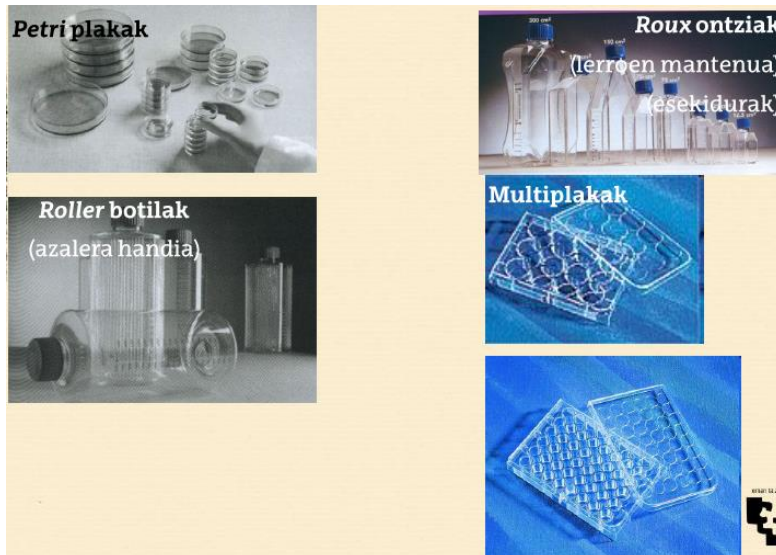 Petri plakak
Roux ontziak
(lerroen mantenua)
(esekidurak)
Roller botilak
(azalera handia)
Multiplakak